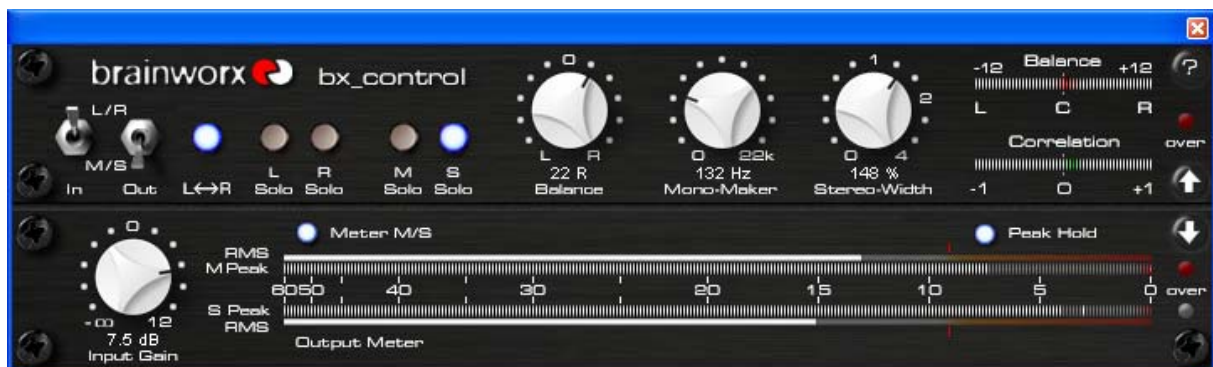 brainworx bx_control
L/R
M/S
In Out L↔R
L Solo R Solo M Solo S Solo
0
L R
22 R
Balance
0 22k
132 Hz
Mono-Maker
1
2
0 4
148 %
Stereo-Width
-12 Balance +12
L C R
Correlation
-1 0 +1
?
over
0
-∞ 12
7.5 dB
Input Gain
Meter M/S Peak Hold
RMS
M Peak
60 50 40 30 20 15 10 5 0
S Peak
RMS
Output Meter
over